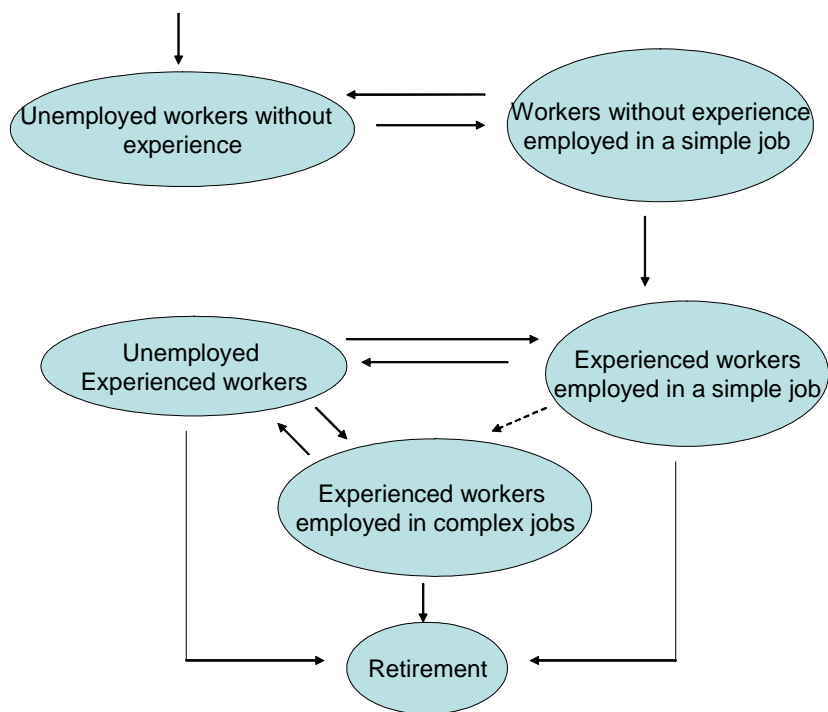 Unemployed workers without
experience
Workers without experience
employed in a simple job
Unemployed
Experienced workers
Experienced workers
employed in a simple job
Experienced workers
employed in complex jobs
Retirement